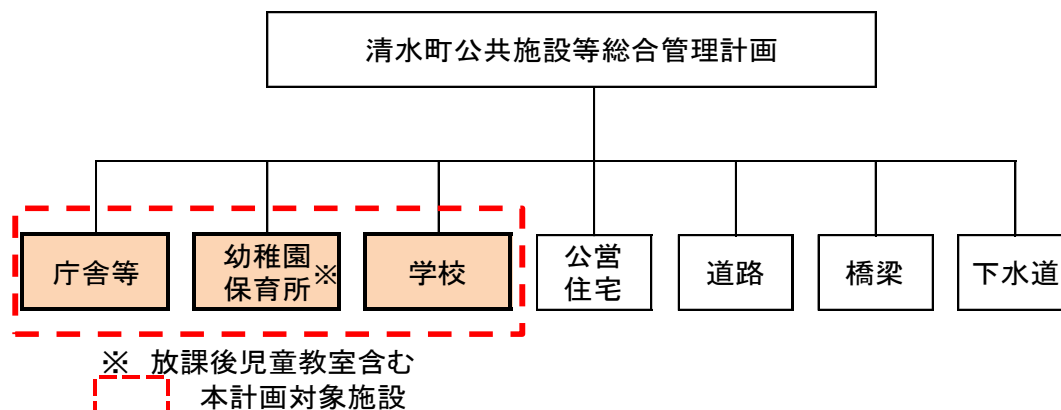 清水町公共施設等総合管理計画
庁舎等
幼稚園
保育所※
学校
公営
住宅
道路
橋梁
下水道
※ 放課後児童教室含む
本計画対象施設